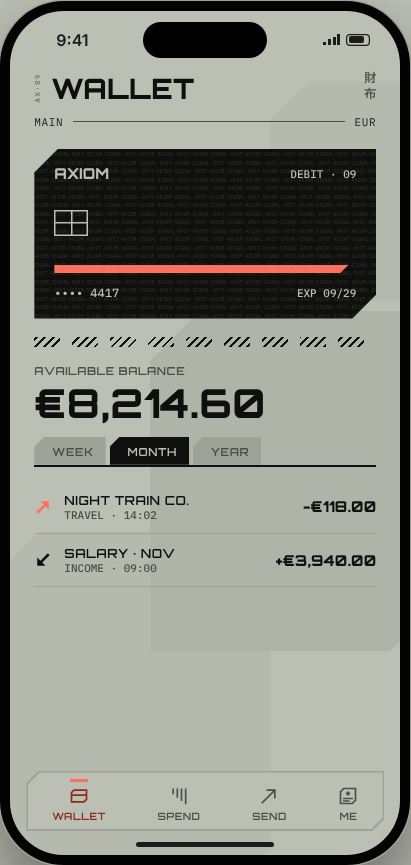 9:41
AX·09
WALLET
財布
MAIN
EUR
AXIOM
DEBIT · 09
•••• 4417
EXP 09/29
AVAILABLE BALANCE
€8,214.60
WEEK
MONTH
YEAR
NIGHT TRAIN CO.
-€118.00
TRAVEL · 14:02
SALARY · NOV
+€3,940.00
INCOME · 09:00
WALLET
SPEND
SEND
ME